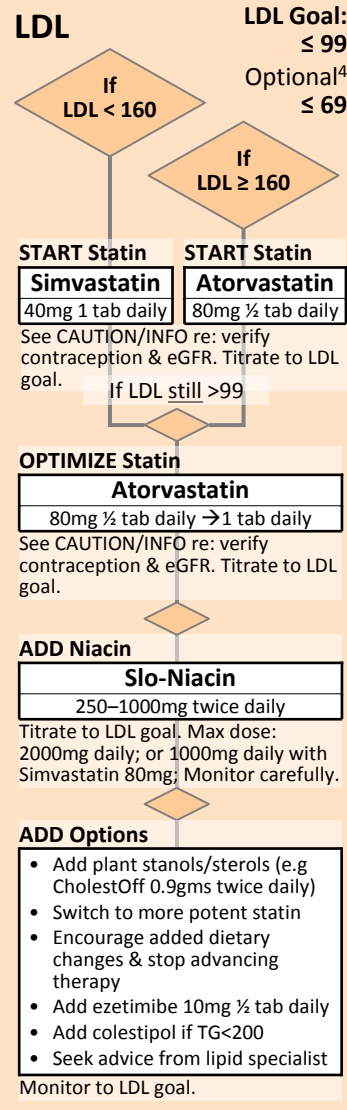 LDL
LDL Goal:
≤ 99
Optional4
≤ 69
If
LDL < 160
If
LDL ≥ 160
START Statin
Simvastatin
40mg 1 tab daily
START Statin
Atorvastatin
80mg ½ tab daily
See CAUTION/INFO re: verify
contraception & eGFR. Titrate to LDL
goal.
If LDL still >99
OPTIMIZE Statin
Atorvastatin
80mg ½ tab daily →1 tab daily
See CAUTION/INFO re: verify
contraception & eGFR. Titrate to LDL
goal.
ADD Niacin
Slo-Niacin
250–1000mg twice daily
Titrate to LDL goal. Max dose:
2000mg daily; or 1000mg daily with
Simvastatin 80mg; Monitor carefully.
ADD Options
• Add plant stanols/sterols (e.g
CholestOff 0.9gms twice daily)
• Switch to more potent statin
• Encourage added dietary
changes & stop advancing
therapy
• Add ezetimibe 10mg ½ tab daily
• Add colestipol if TG<200
• Seek advice from lipid specialist
Monitor to LDL goal.